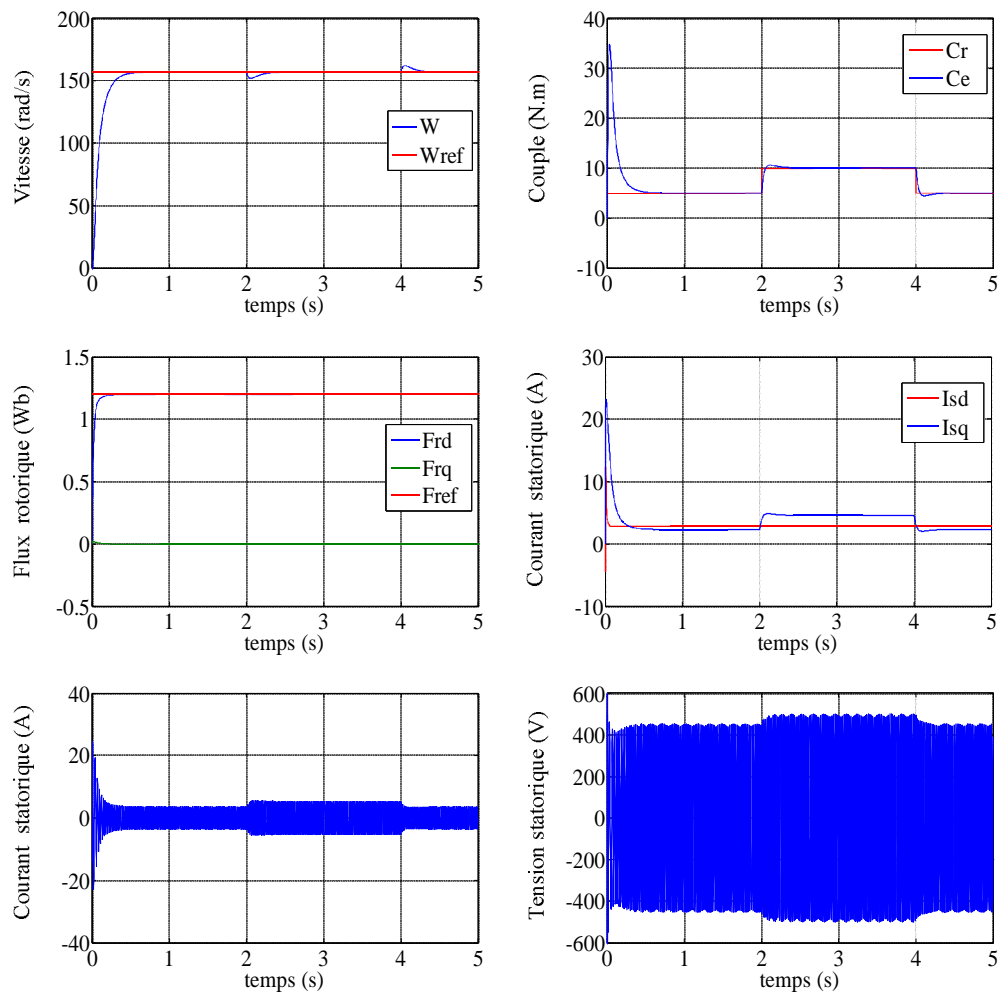 Vitesse (rad/s)
200
150
100
50
0
W
Wref
0 1 2 3 4 5
temps (s)
Couple (N.m)
40
30
20
10
0
-10
Cr
Ce
0 1 2 3 4 5
temps (s)
Flux rotorique (Wb)
1.5
1
0.5
0
-0.5
Frd
Frq
Fref
0 1 2 3 4 5
temps (s)
Courant statorique (A)
30
20
10
0
-10
Isd
Isq
0 1 2 3 4 5
temps (s)
Courant statorique (A)
40
20
0
-20
-40
0 1 2 3 4 5
temps (s)
Tension statorique (V)
600
400
200
0
-200
-400
-600
0 1 2 3 4 5
temps (s)